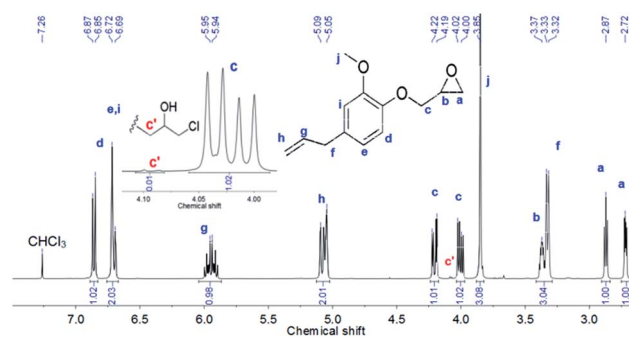 7.26 6.87 6.85 6.72 6.69 5.95 5.94 5.09 5.05 4.22 4.19 4.02 4.00 3.85 3.37 3.33 3.32 2.87 2.72
j O
OH
c'
Cl
c'
0.01
c
1.02
4.10 4.05 4.00
Chemical shift
O O
i c b a
h g f e d
j
e,i
d
g
h
c c
c'
b
f
a a
CHCl3
1.02 2.03 0.98 2.01 1.01 1.02 3.08 3.04 1.00 1.00
7.0 6.5 6.0 5.5 5.0 4.5 4.0 3.5 3.0
Chemical shift